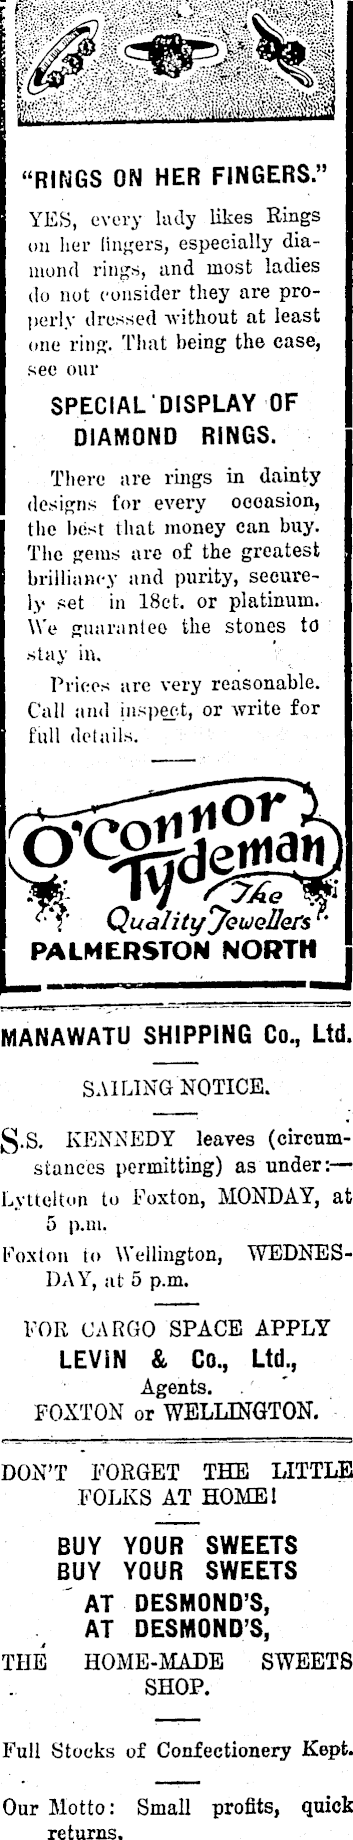 "RINGS ON HER FINGERS."
YES, every lady likes Rings
on her fingers, especially dia-
mond rings, and most ladies
do not consider they are pro-
perly dressed without at least
one ring. That being the case,
see our
SPECIAL DISPLAY OF
DIAMOND RINGS.
There are rings in dainty
designs for every occasion,
the best that money can buy.
The gems are of the greatest
brilliancy and purity, secure-
ly set in 18ct. or platinum.
We guarantee the stones to
stay in.
Prices are very reasonable.
Call and inspect, or write for
full details.
O'Connor
Tydeman
The
Quality Jewellers
PALMERSTON NORTH
MANAWATU SHIPPING Co., Ltd.
SAILING NOTICE.
S.S. KENNEDY leaves (circum-
stances permitting) as under:—
Lyttelton to Foxton, MONDAY, at
5 p.m.
Foxton to Wellington, WEDNES-
DAY, at 5 p.m.
FOR CARGO SPACE APPLY
LEVIN & Co., Ltd.,
Agents.
FOXTON or WELLINGTON.
DON'T FORGET THE LITTLE
FOLKS AT HOME!
BUY YOUR SWEETS
BUY YOUR SWEETS
AT DESMOND'S,
AT DESMOND'S,
THE HOME-MADE SWEETS
SHOP.
Full Stocks of Confectionery Kept.
Our Motto: Small profits, quick
returns.